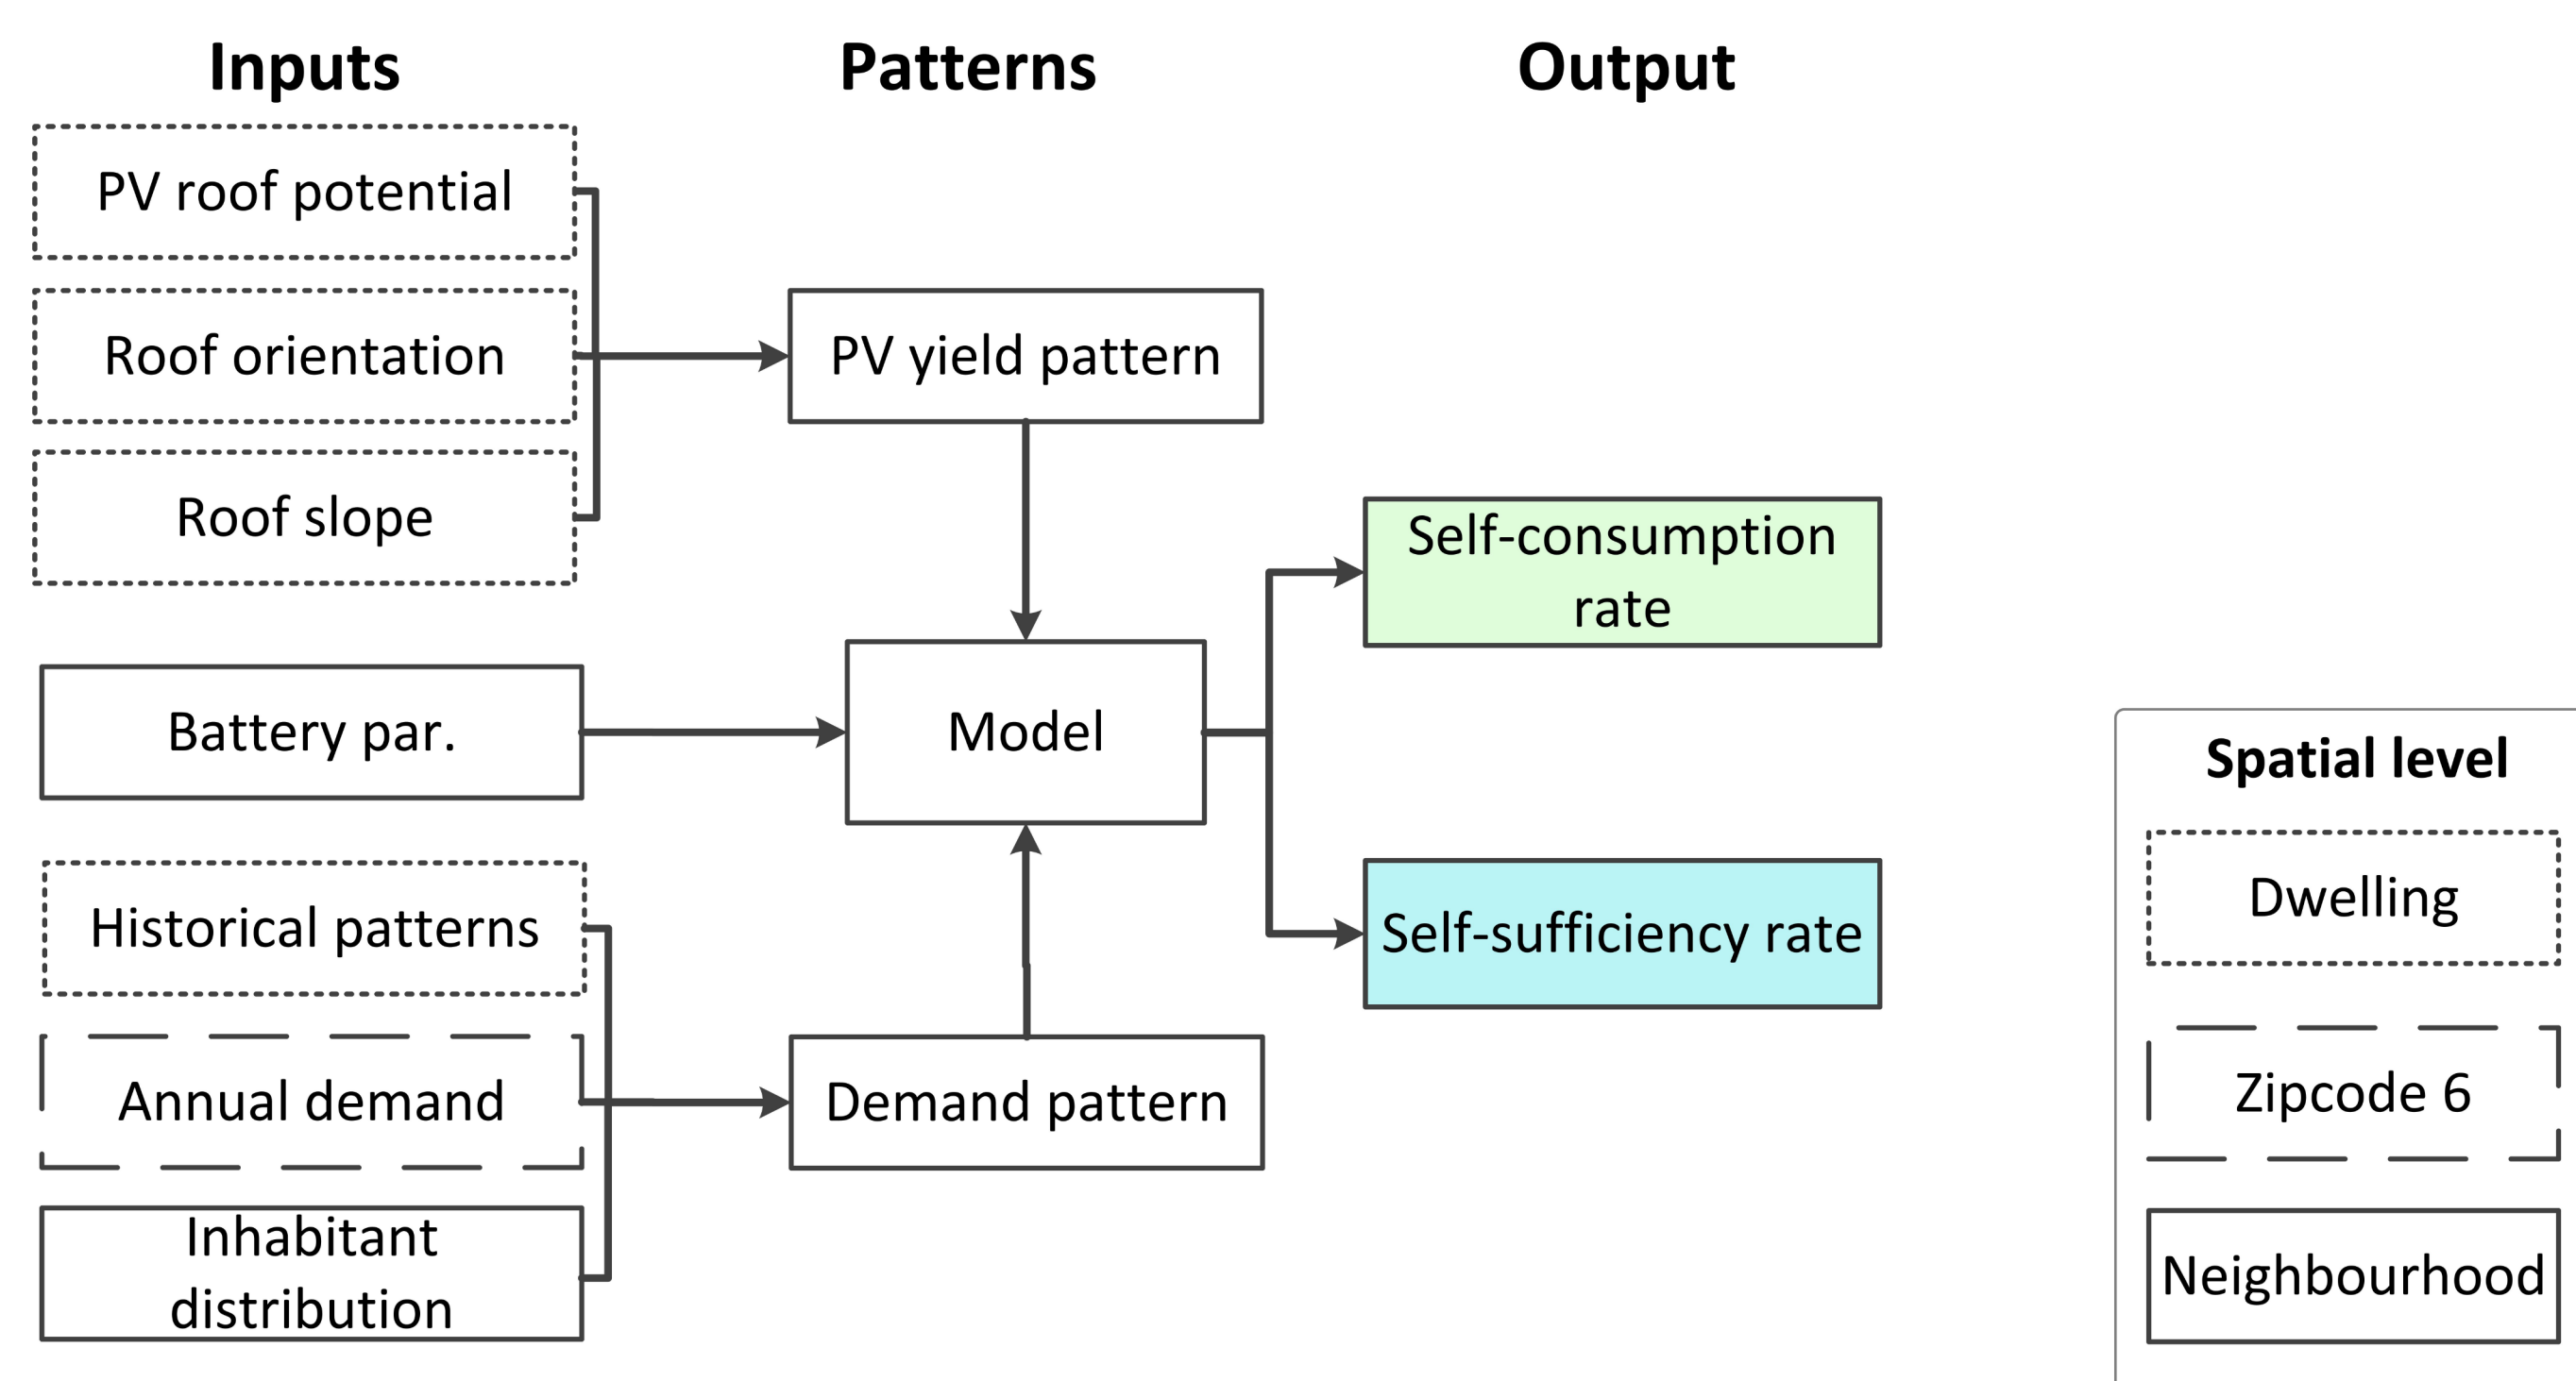 Inputs
Patterns
Output
PV roof potential
Roof orientation
PV yield pattern
Roof slope
Self-consumption
rate
Battery par.
Model
Historical patterns
Self-sufficiency rate
Annual demand
Demand pattern
Inhabitant
distribution
Spatial level
Dwelling
Zipcode 6
Neighbourhood